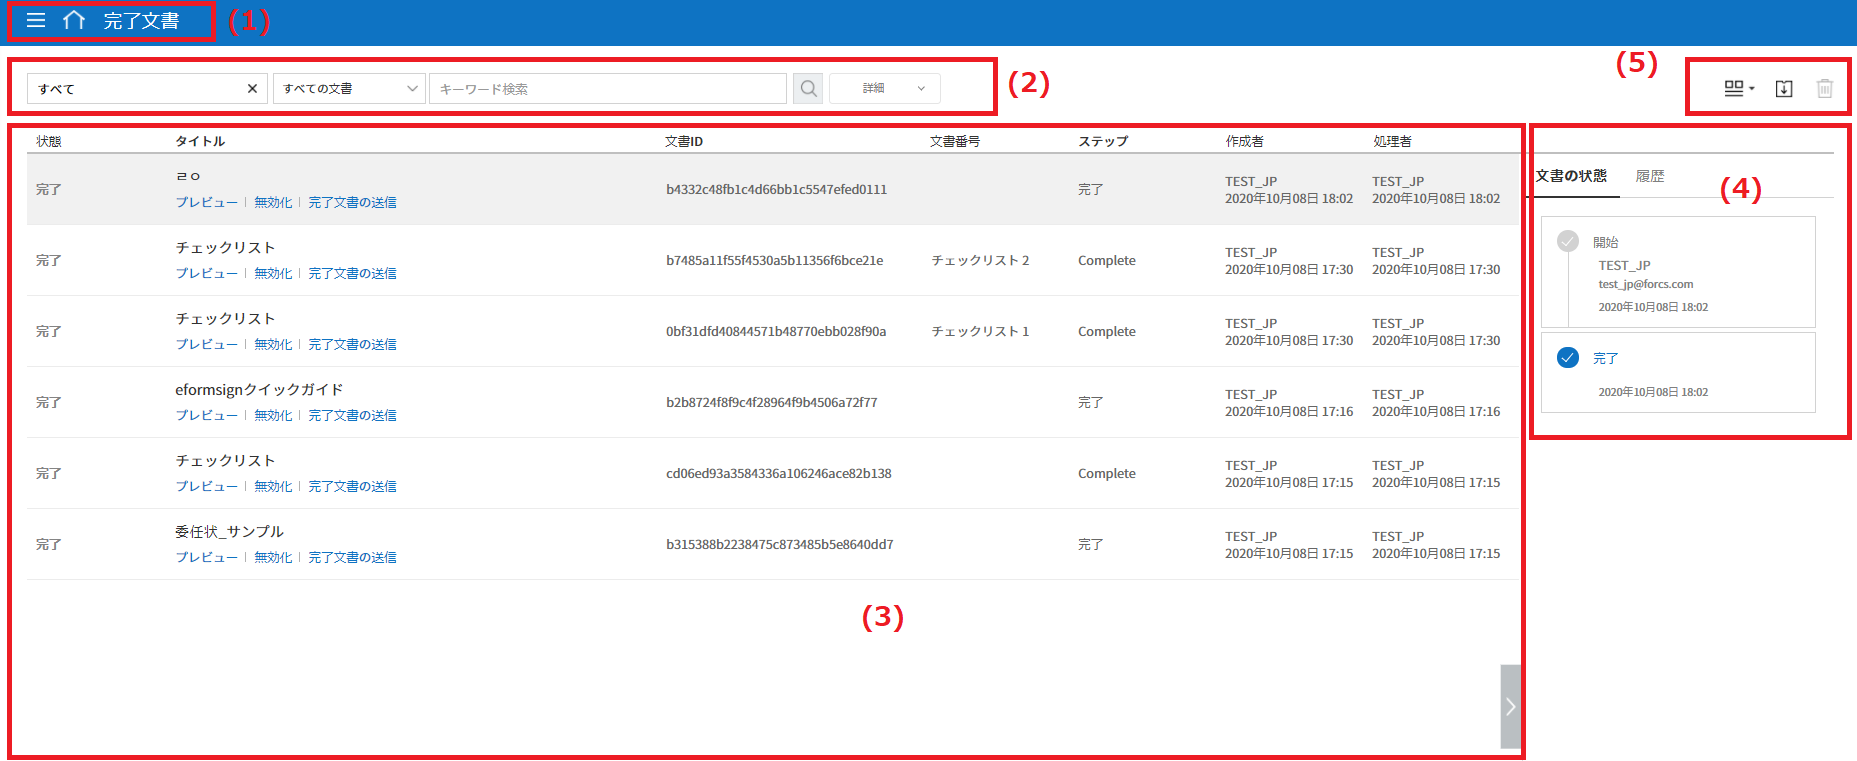 完了文書
(1)
すべて
すべての文書
キーワード検索
詳細
(2)
(5)
状態 タイトル 文書ID 文書番号 ステップ 作成者 処理者
完了
ㄹㅇ
プレビュー | 無効化 | 完了文書の送信
b4332c48fb1c4d66bb1c5547efed0111
完了
TEST_JP
2020年10月08日 18:02
TEST_JP
2020年10月08日 18:02
完了
チェックリスト
プレビュー | 無効化 | 完了文書の送信
b7485a11f55f4530a5b11356f6bce21e
チェックリスト 2
Complete
TEST_JP
2020年10月08日 17:30
TEST_JP
2020年10月08日 17:30
完了
チェックリスト
プレビュー | 無効化 | 完了文書の送信
0bf31dfd40844571b48770ebb028f90a
チェックリスト 1
Complete
TEST_JP
2020年10月08日 17:30
TEST_JP
2020年10月08日 17:30
完了
eformsignクイックガイド
プレビュー | 無効化 | 完了文書の送信
b2b8724f8f9c4f28964f9b4506a72f77
完了
TEST_JP
2020年10月08日 17:16
TEST_JP
2020年10月08日 17:16
完了
チェックリスト
プレビュー | 無効化 | 完了文書の送信
cd06ed93a3584336a106246ace82b138
Complete
TEST_JP
2020年10月08日 17:15
TEST_JP
2020年10月08日 17:15
完了
委任状_サンプル
プレビュー | 無効化 | 完了文書の送信
b315388b2238475c873485b5e8640dd7
完了
TEST_JP
2020年10月08日 17:15
TEST_JP
2020年10月08日 17:15
(3)
文書の状態 履歴
(4)
開始
TEST_JP
test_jp@forcs.com
2020年10月08日 18:02
完了
2020年10月08日 18:02